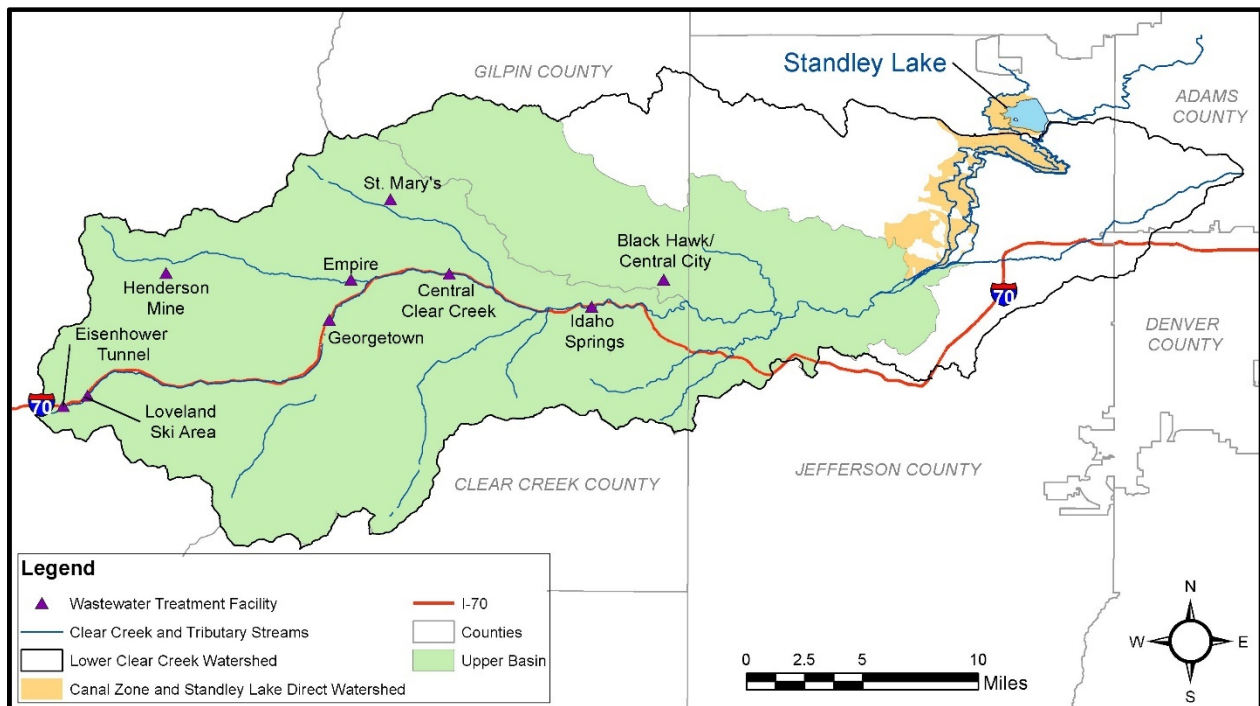 GILPIN COUNTY
Standley Lake
ADAMS
COUNTY
St. Mary's
Black Hawk/
Central City
Henderson
Mine
Empire
Central
Clear Creek
Idaho
Springs
70
Eisenhower
Tunnel
Georgetown
DENVER
COUNTY
70
Loveland
Ski Area
CLEAR CREEK COUNTY
JEFFERSON COUNTY
Legend
Wastewater Treatment Facility
Clear Creek and Tributary Streams
Lower Clear Creek Watershed
Canal Zone and Standley Lake Direct Watershed
I-70
Counties
Upper Basin
0 2.5 5 10
Miles
N
W E
S